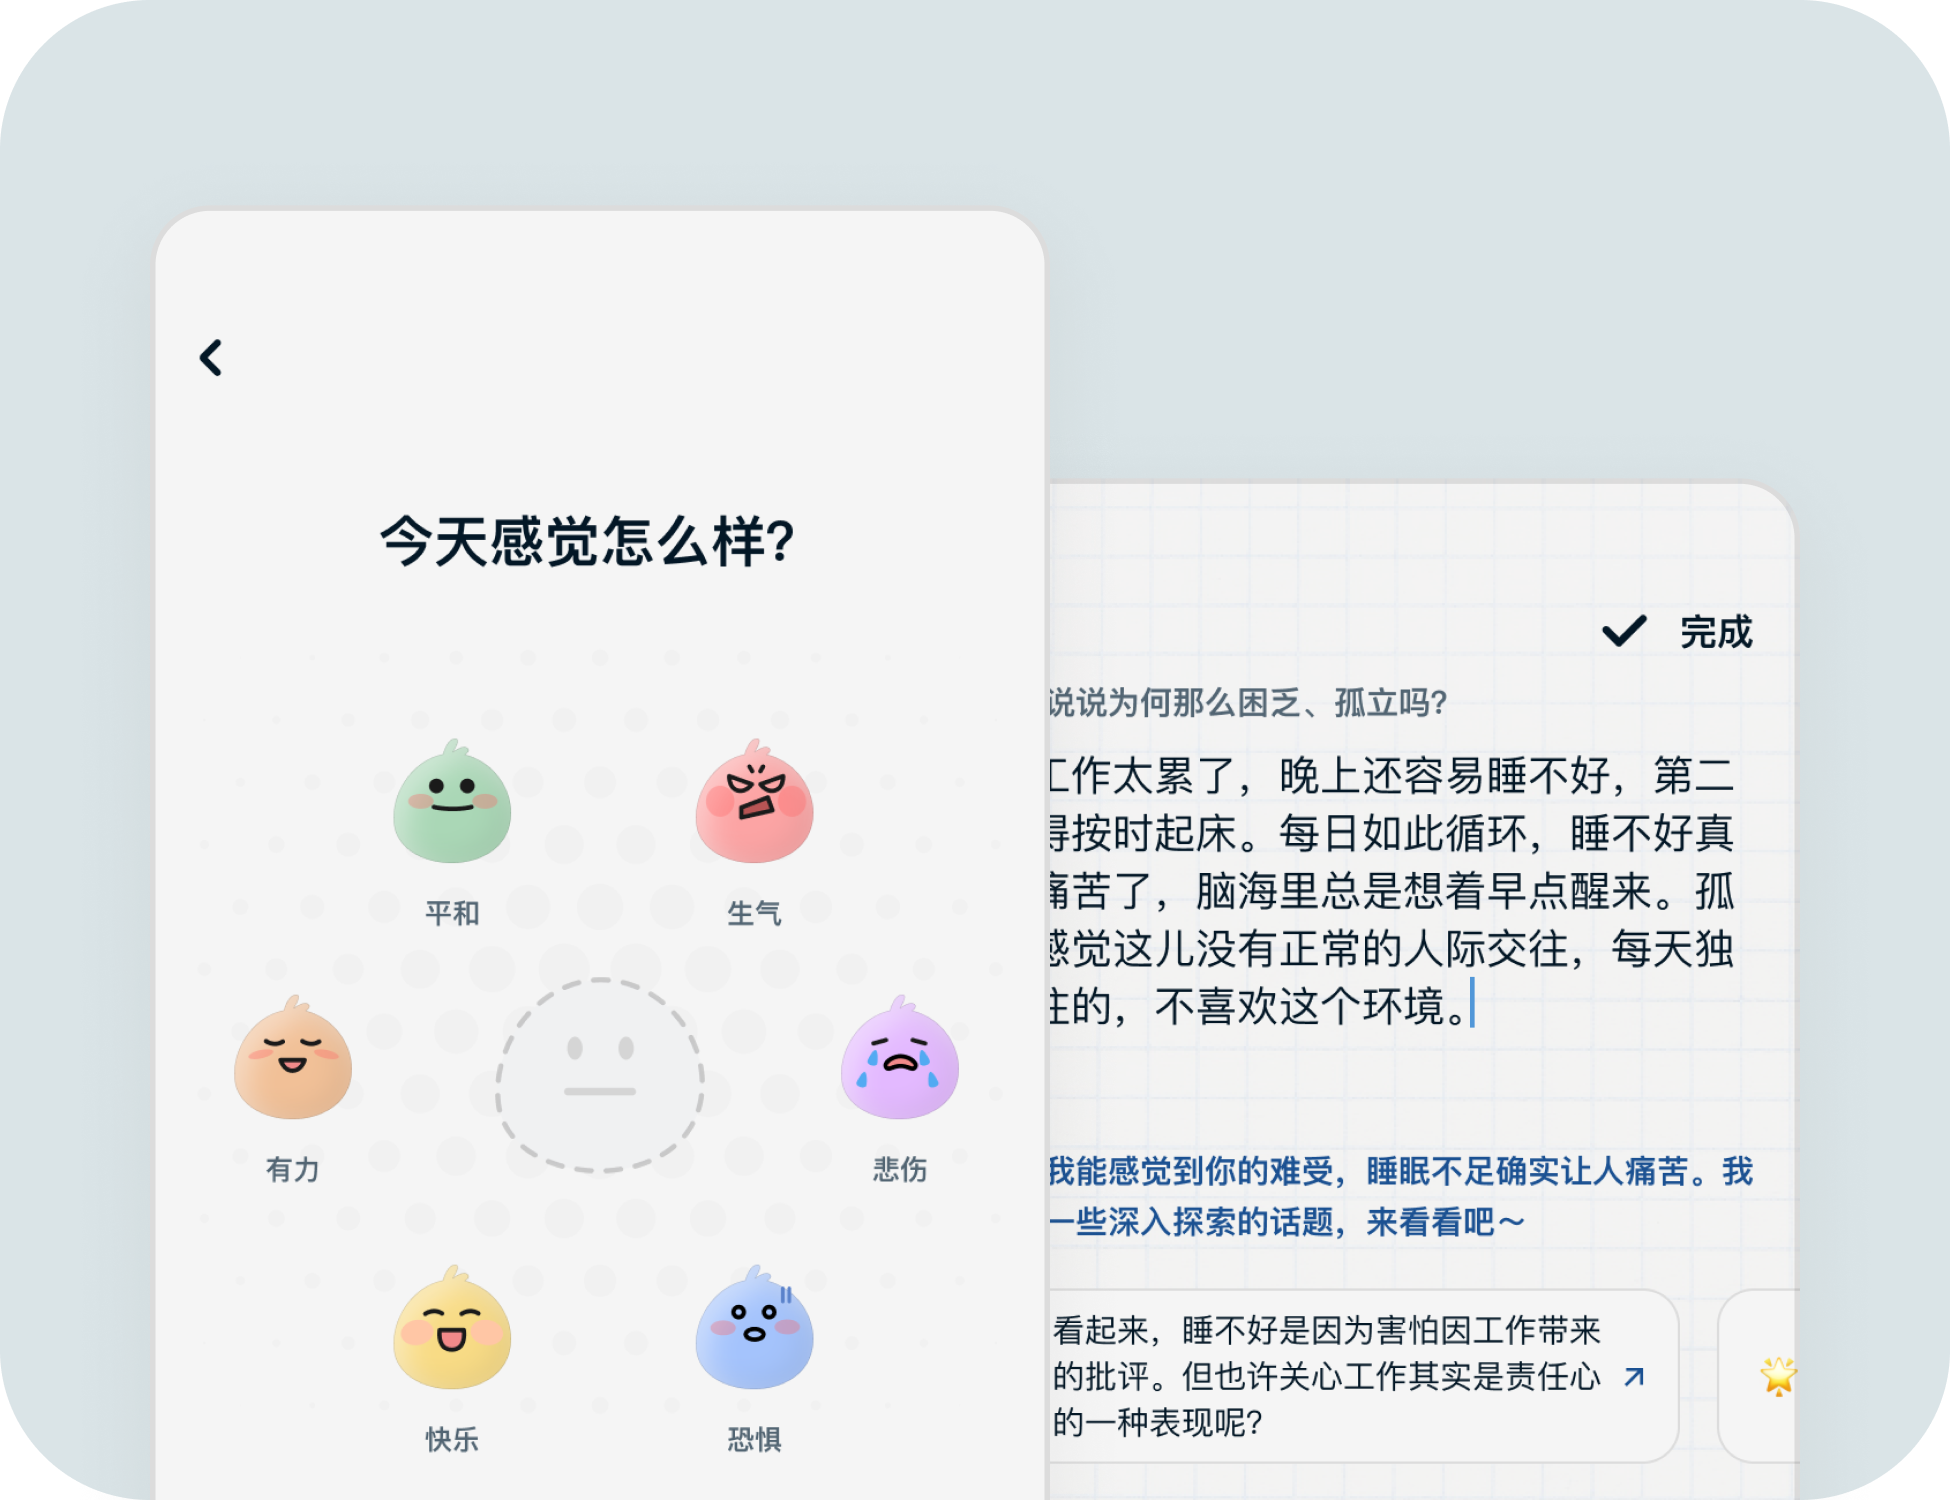 今天感觉怎么样?
平和
生气
有力
悲伤
快乐
恐惧
完成
说说为何那么困乏、孤立吗?
工作太累了，晚上还容易睡不好，第二
得按时起床。每日如此循环，睡不好真
痛苦了，脑海里总是想着早点醒来。孤
感觉这儿没有正常的人际交往，每天独
住的，不喜欢这个环境。
我能感觉到你的难受，睡眠不足确实让人痛苦。我
一些深入探索的话题，来看看吧～
看起来，睡不好是因为害怕因工作带来
的批评。但也许关心工作其实是责任心
的一种表现呢?